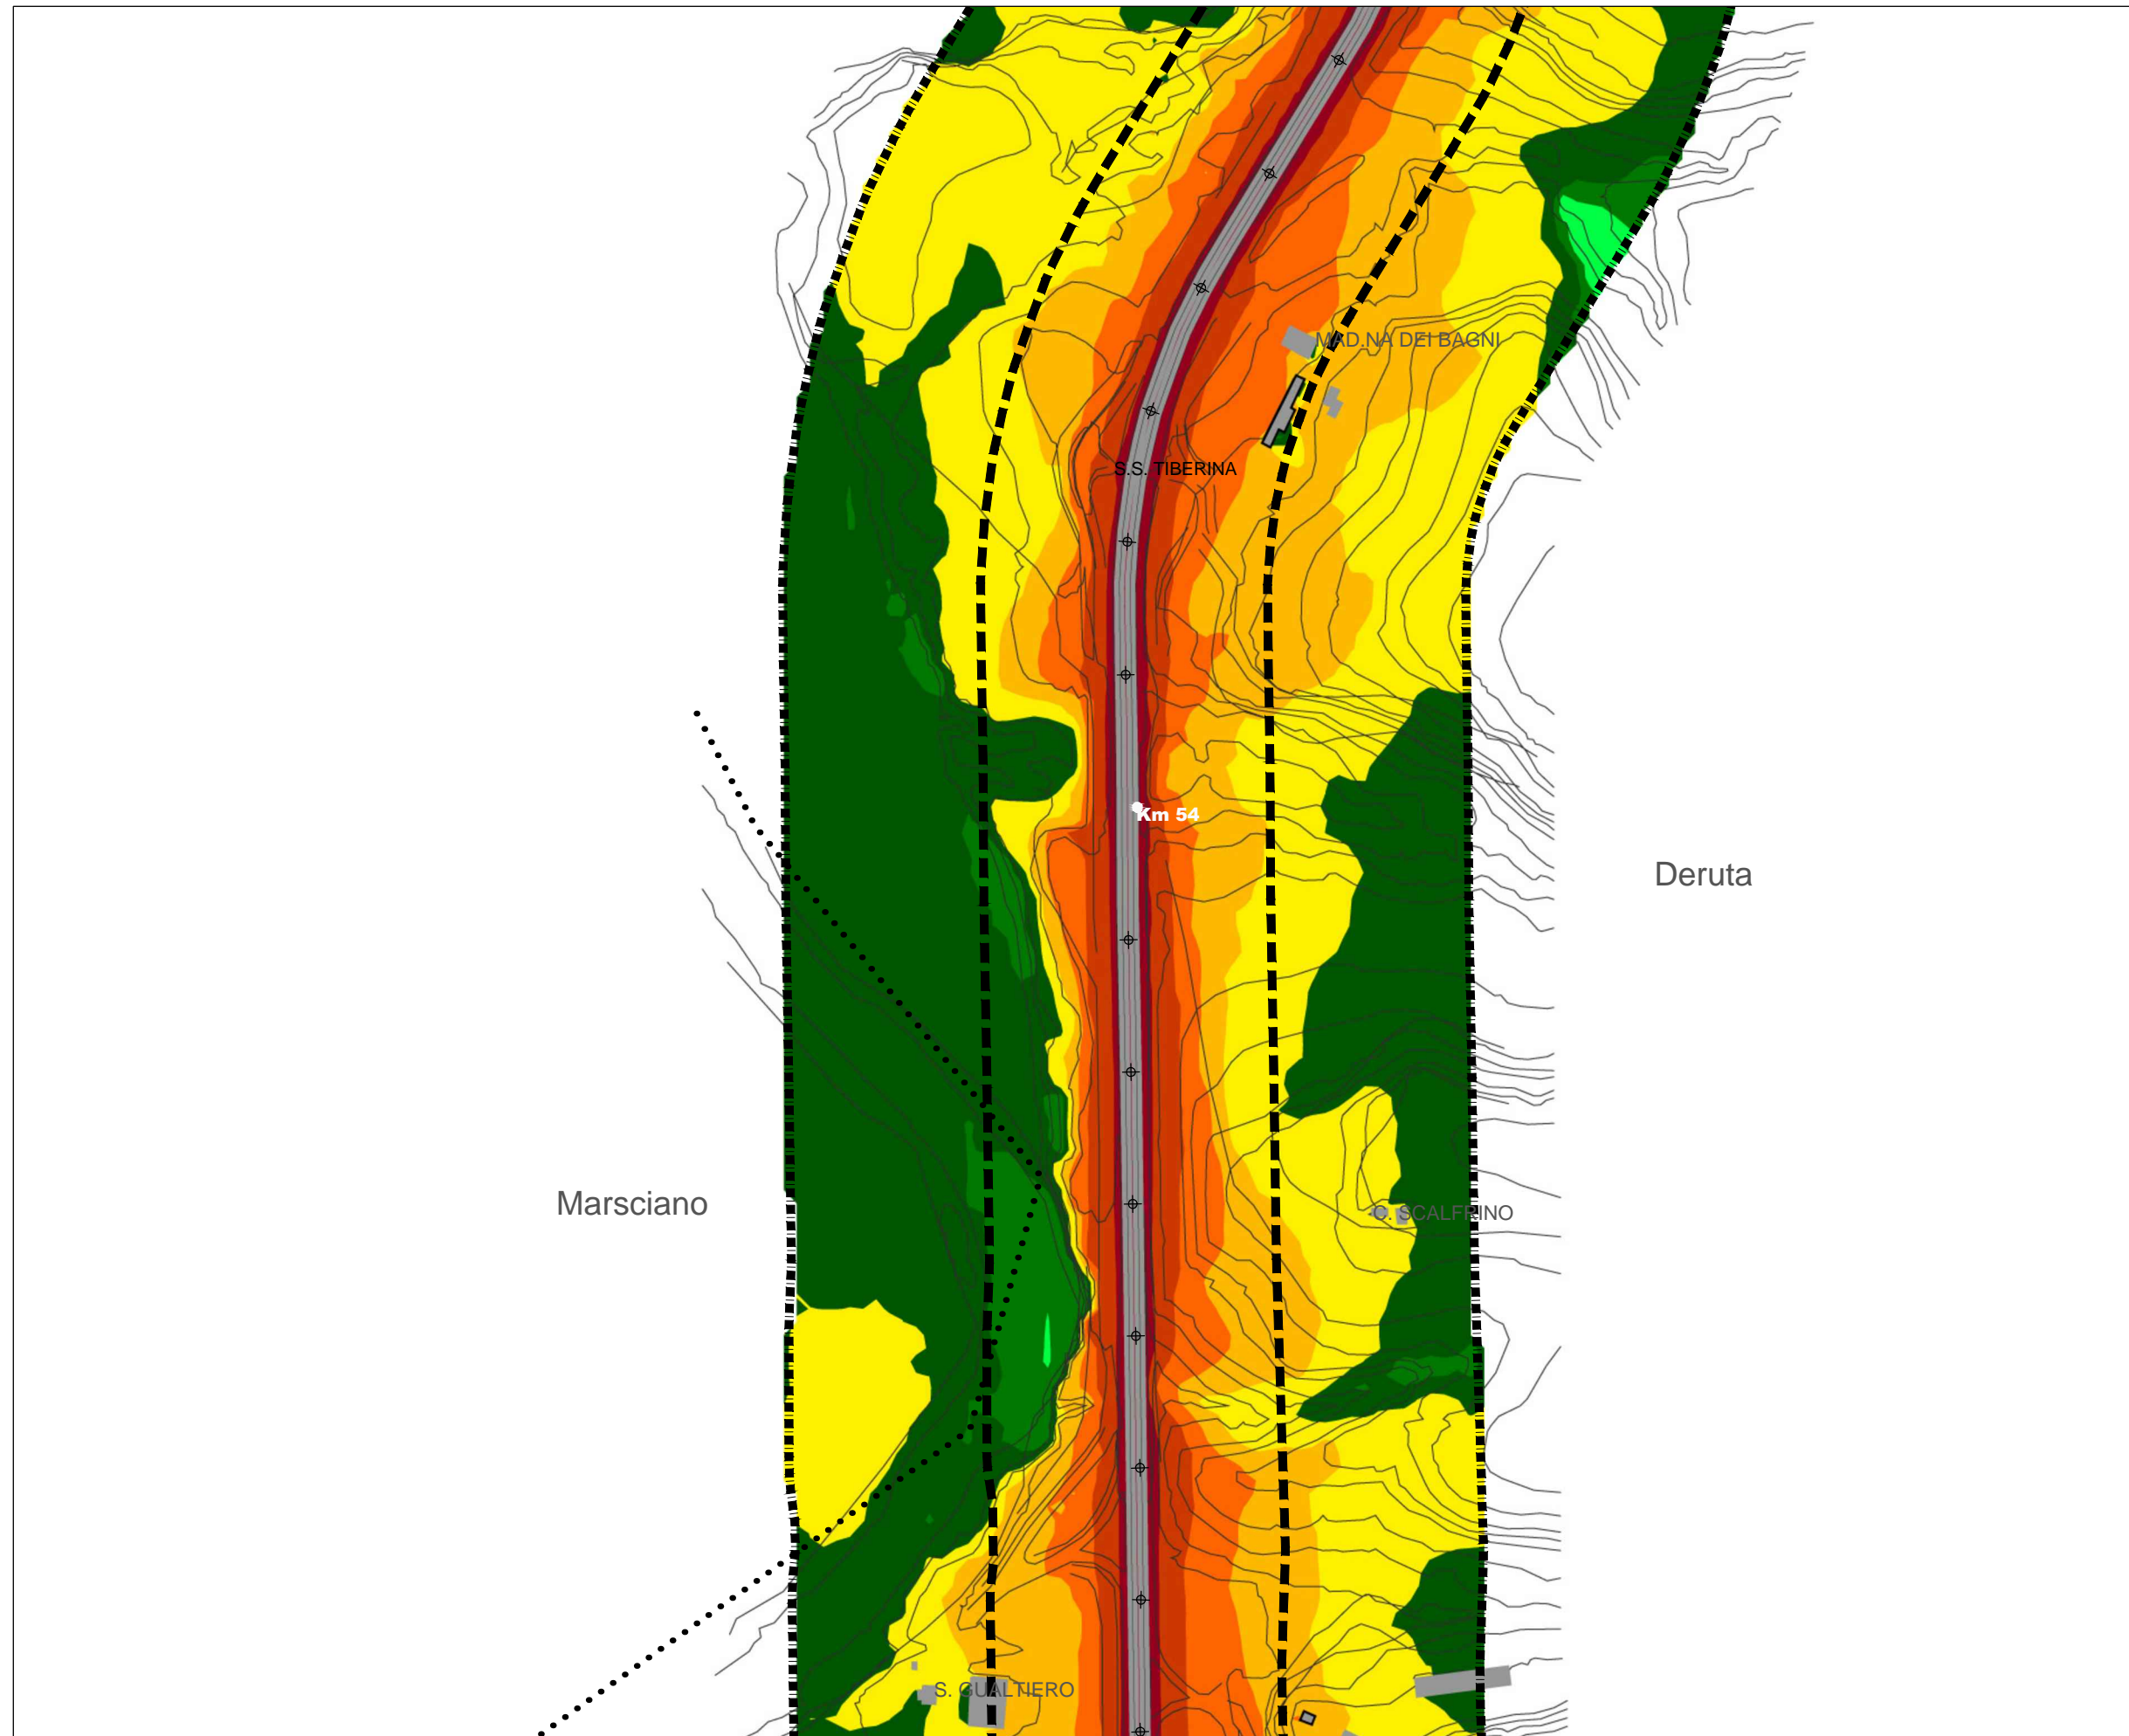 MAD.NA DEI BAGNI
S.S. TIBERINA
Km 54
Deruta
Marsciano
C. SCALFRINO
S. GUALTIERO